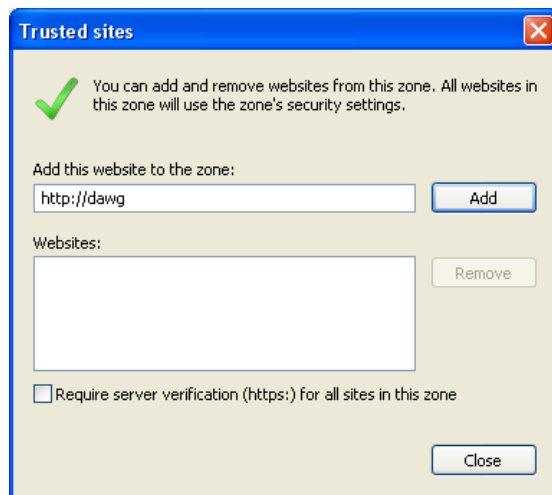 Trusted sites
You can add and remove websites from this zone. All websites in
this zone will use the zone's security settings.
Add this website to the zone:
http://dawg
Add
Websites:
Remove
Require server verification (https:) for all sites in this zone
Close